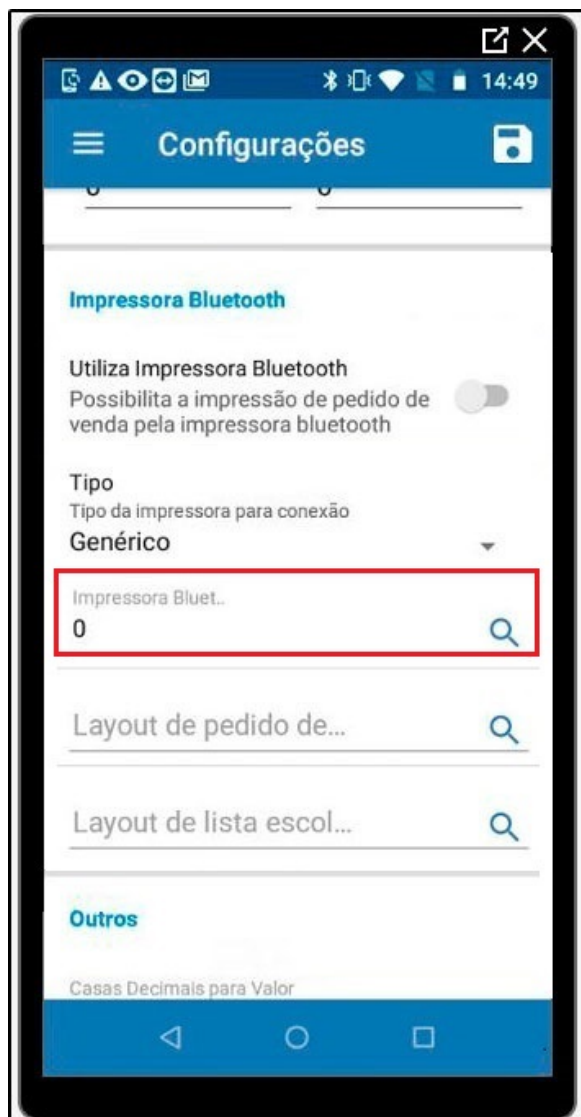 14:49
Configurações
Impressora Bluetooth
Utiliza Impressora Bluetooth
Possibilita a impressão de pedido de
venda pela impressora bluetooth
Tipo
Tipo da impressora para conexão
Genérico
Impressora Bluet..
0
Layout de pedido de...
Layout de lista escol...
Outros
Casas Decimais para Valor